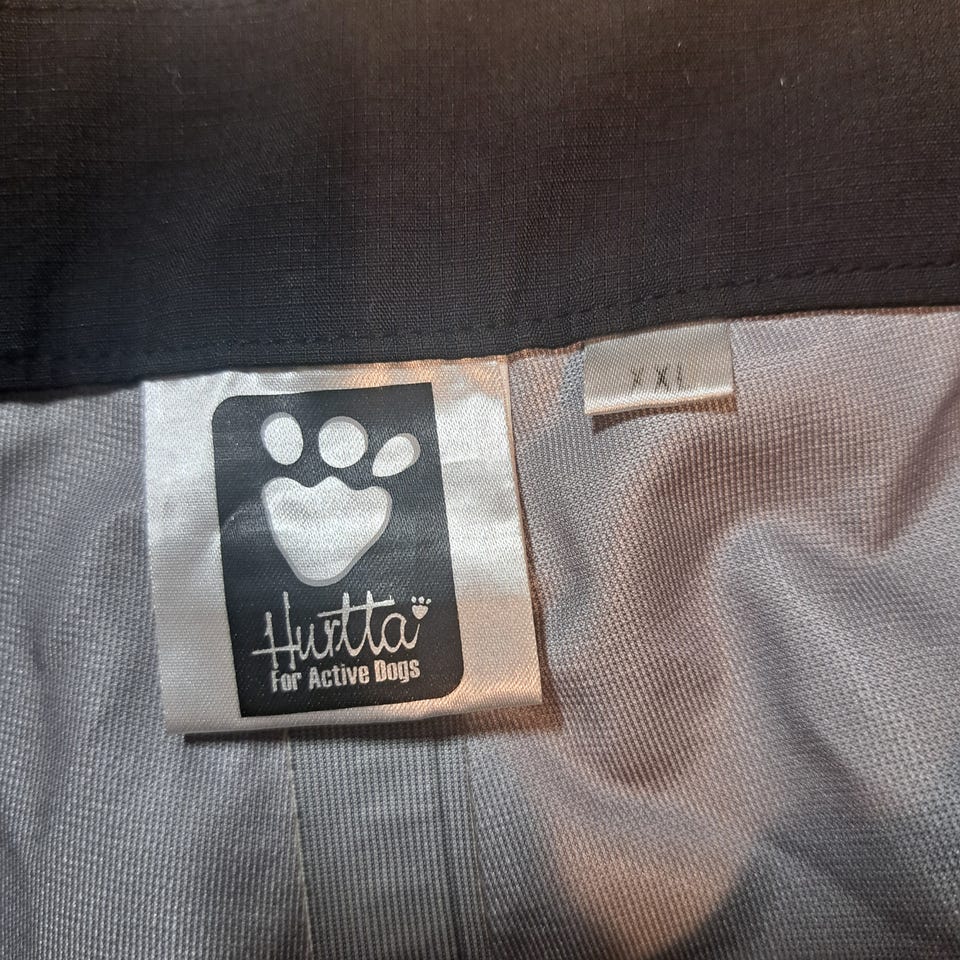 Hurtta
For Active Dogs
XXL